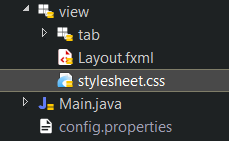 view
tab
Layout.fxml
stylesheet.css
Main.java
config.properties